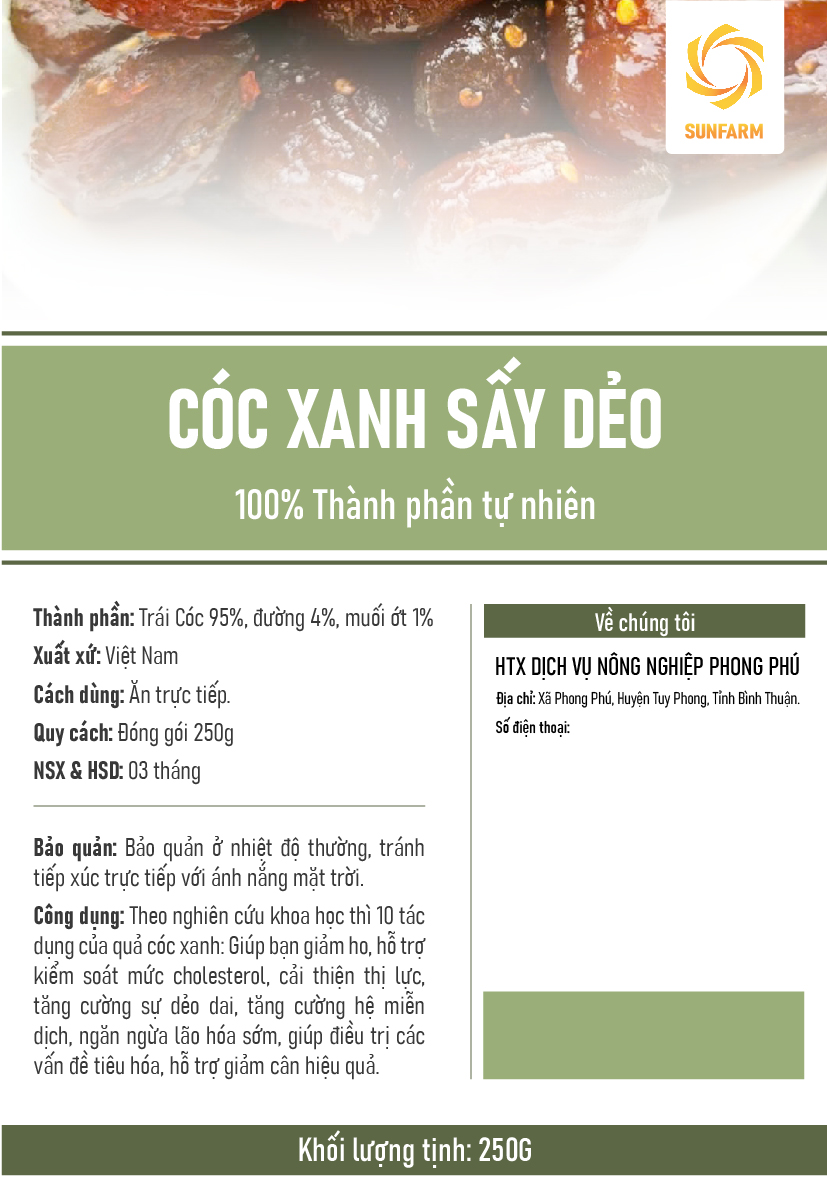 SUNFARM
CÓC XANH SẤY DẺO
100% Thành phần tự nhiên
Thành phần: Trái Cóc 95%, đường 4%, muối ớt 1%
Xuất xứ: Việt Nam
Cách dùng: Ăn trực tiếp.
Quy cách: Đóng gói 250g
NSX & HSD: 03 tháng
Bảo quản: Bảo quản ở nhiệt độ thường, tránh
tiếp xúc trực tiếp với ánh nắng mặt trời.
Công dụng: Theo nghiên cứu khoa học thì 10 tác
dụng của quả cóc xanh: Giúp bạn giảm ho, hỗ trợ
kiểm soát mức cholesterol, cải thiện thị lực,
tăng cường sự dẻo dai, tăng cường hệ miễn
dịch, ngăn ngừa lão hóa sớm, giúp điều trị các
vấn đề tiêu hóa, hỗ trợ giảm cân hiệu quả.
Về chúng tôi
HTX DỊCH VỤ NÔNG NGHIỆP PHONG PHÚ
Địa chỉ: Xã Phong Phú, Huyện Tuy Phong, Tỉnh Bình Thuận.
Số điện thoại:
Khối lượng tịnh: 250G